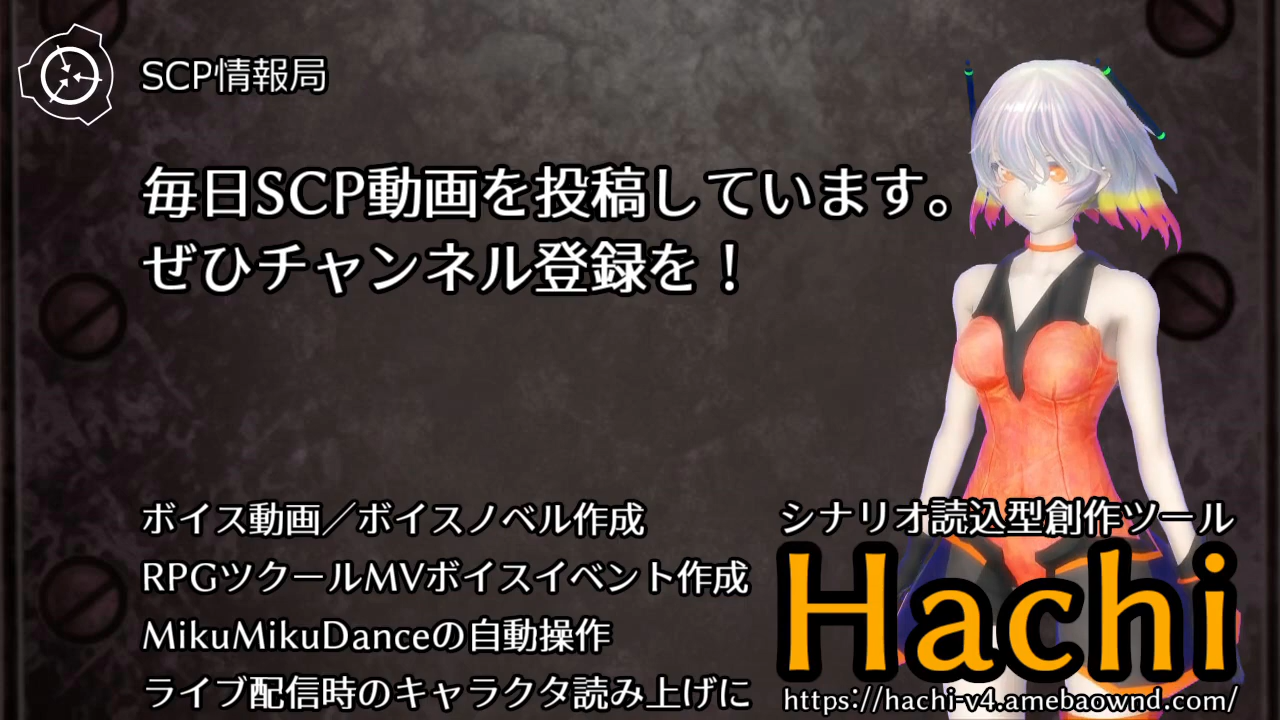 SCP情報局
毎日SCP動画を投稿しています。
ぜひチャンネル登録を！
ボイス動画／ボイスノベル作成
RPGツクールMVボイスイベント作成
MikuMikuDanceの自動操作
ライブ配信時のキャラクタ読み上げに
シナリオ読込型創作ツール
Hachi
https://hachi-v4.amebaownd.com/